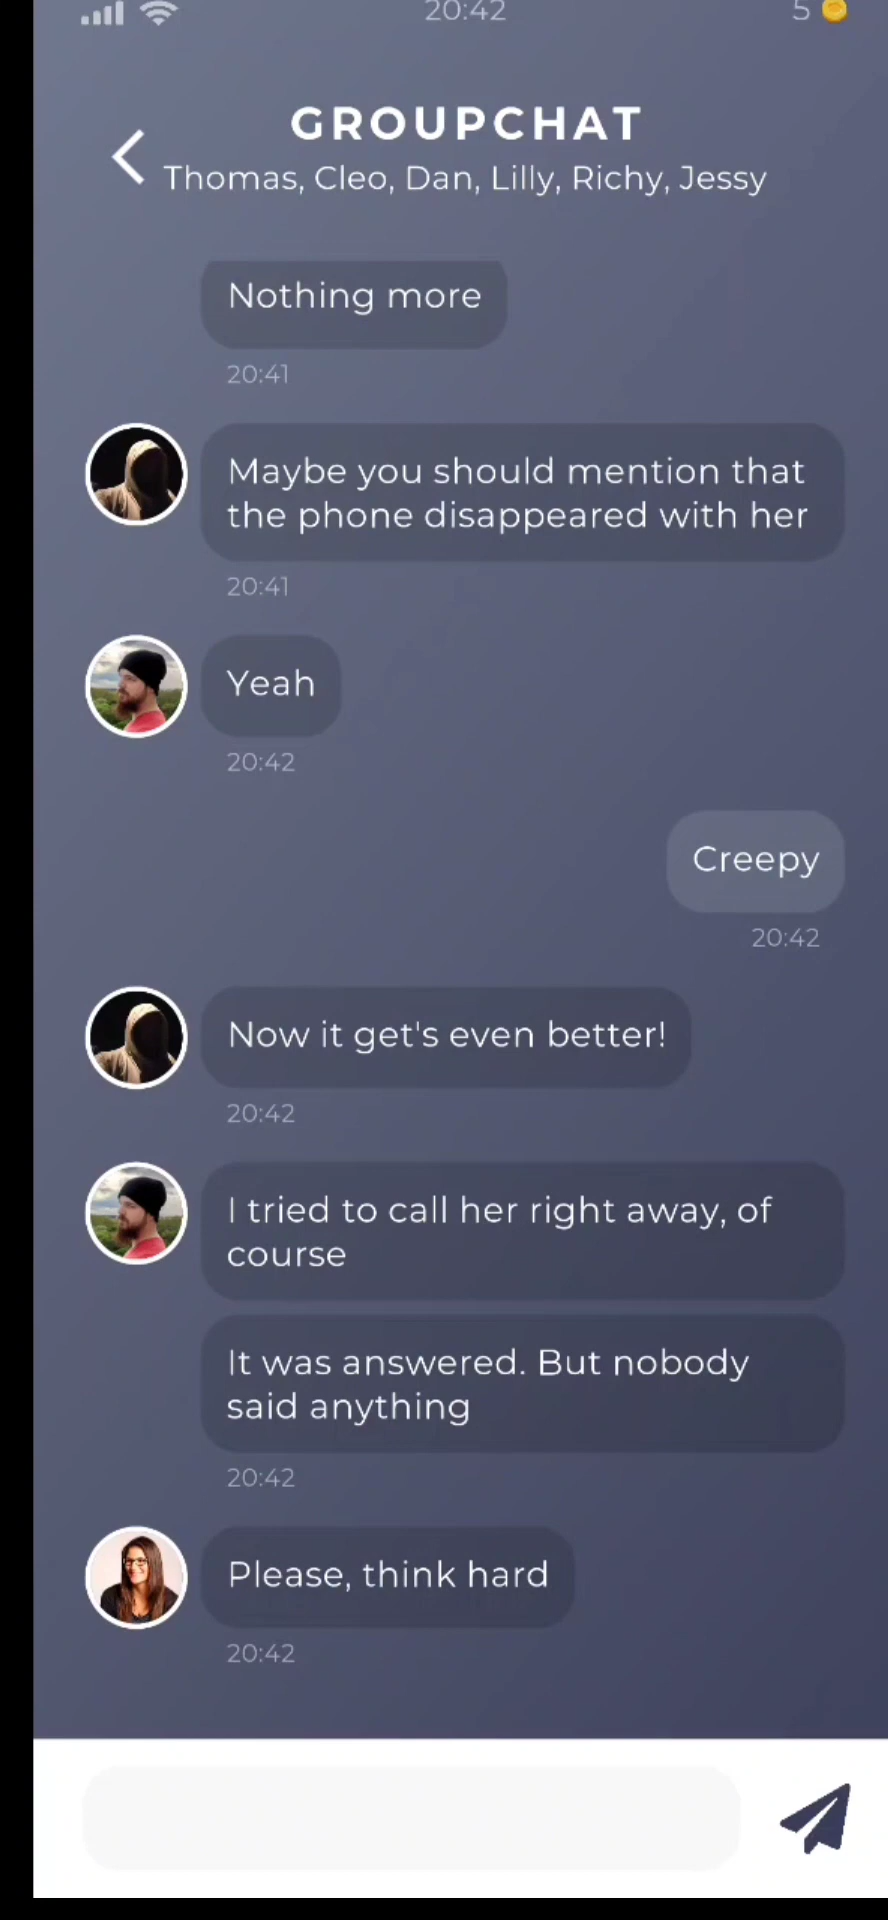 20:42
5
GROUPCHAT
Thomas, Cleo, Dan, Lilly, Richy, Jessy
Nothing more
20:41
Maybe you should mention that
the phone disappeared with her
20:41
Yeah
20:42
Creepy
20:42
Now it get's even better!
20:42
I tried to call her right away, of
course
It was answered. But nobody
said anything
20:42
Please, think hard
20:42